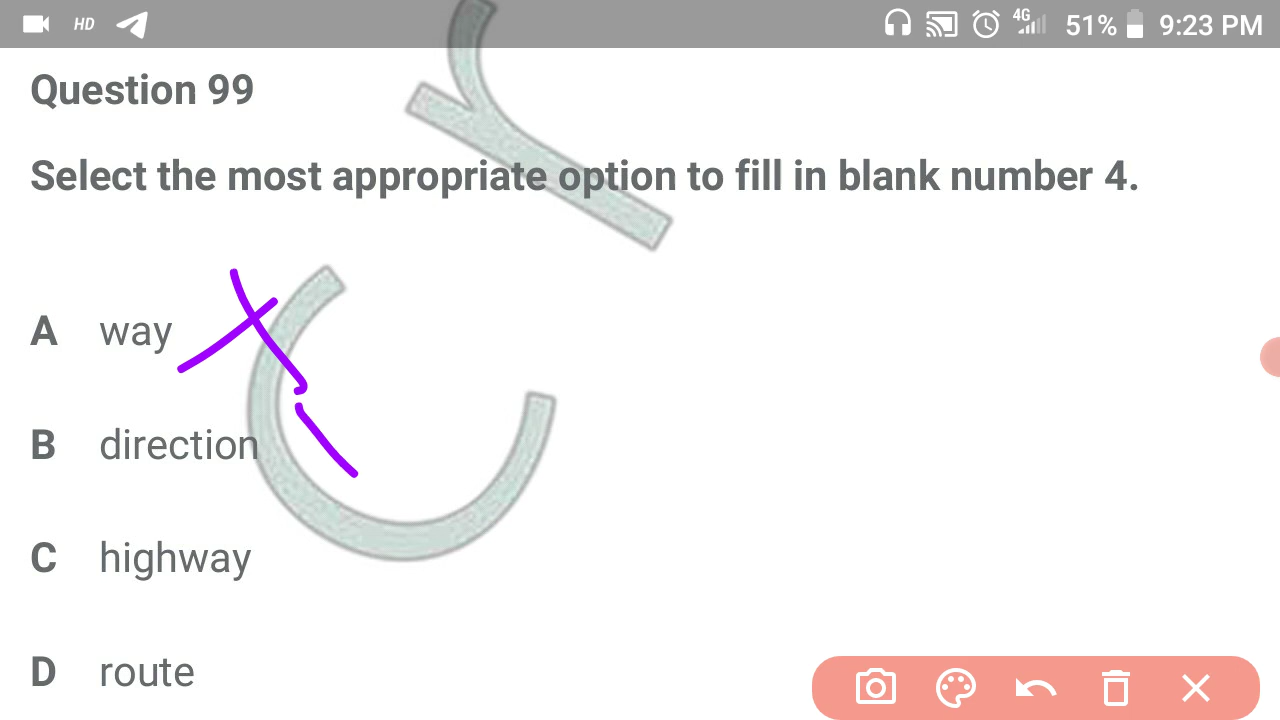 HD 4G 51% 9:23 PM
Question 99
Select the most appropriate option to fill in blank number 4.
A way
B direction
C highway
D route